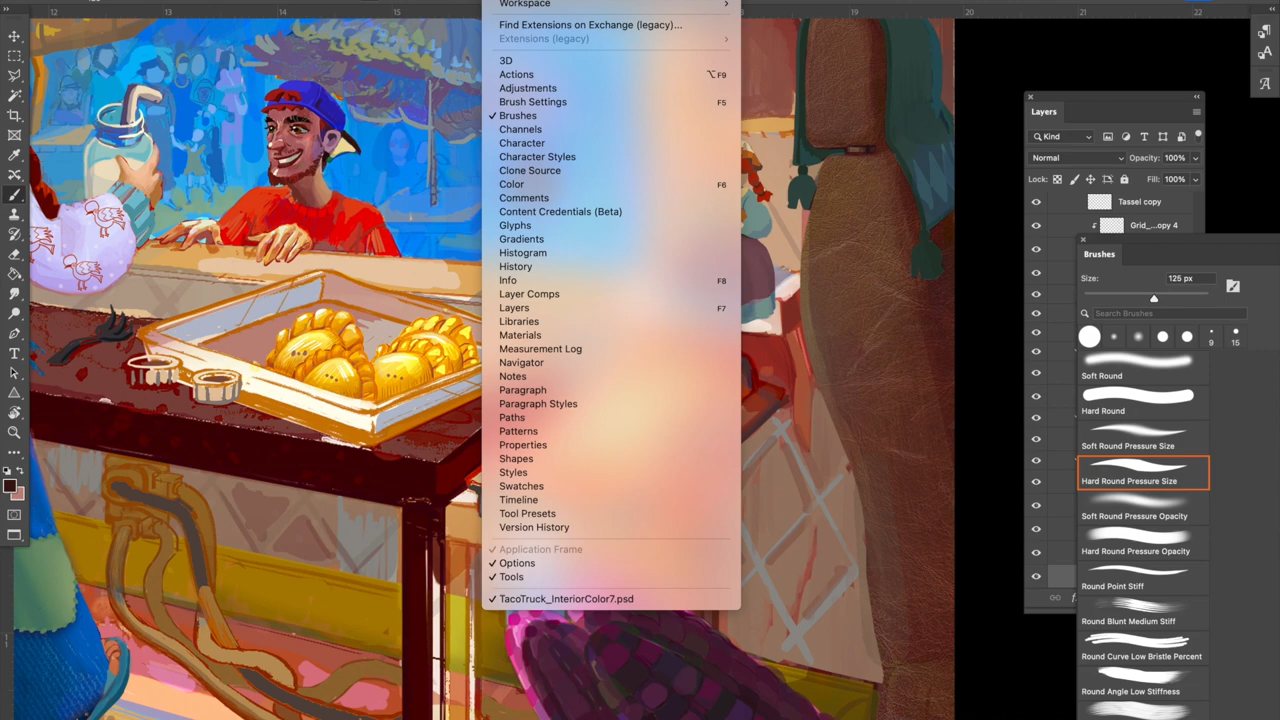 12
13
14
15
18
21
22
Workspace
Find Extensions on Exchange (legacy)...
Extensions (legacy)
3D
Actions ⌥F9
Adjustments
Brush Settings F5
✓ Brushes
Channels
Character
Character Styles
Clone Source
Color F6
Comments
Content Credentials (Beta)
Glyphs
Gradients
Histogram
History
Info F8
Layer Comps
Layers F7
Libraries
Materials
Measurement Log
Navigator
Notes
Paragraph
Paragraph Styles
Paths
Patterns
Properties
Shapes
Styles
Swatches
Timeline
Tool Presets
Version History
✓ Application Frame
✓ Options
✓ Tools
✓ TacoTruck_InteriorColor7.psd
Layers
Kind
Normal Opacity: 100%
Lock: Fill: 100%
Tassel copy
Grid_...opy 4
Brushes
Size: 125 px
Search Brushes
9 15
Soft Round
Hard Round
Soft Round Pressure Size
Hard Round Pressure Size
Soft Round Pressure Opacity
Hard Round Pressure Opacity
Round Point Stiff
Round Blunt Medium Stiff
Round Curve Low Bristle Percent
Round Angle Low Stiffness